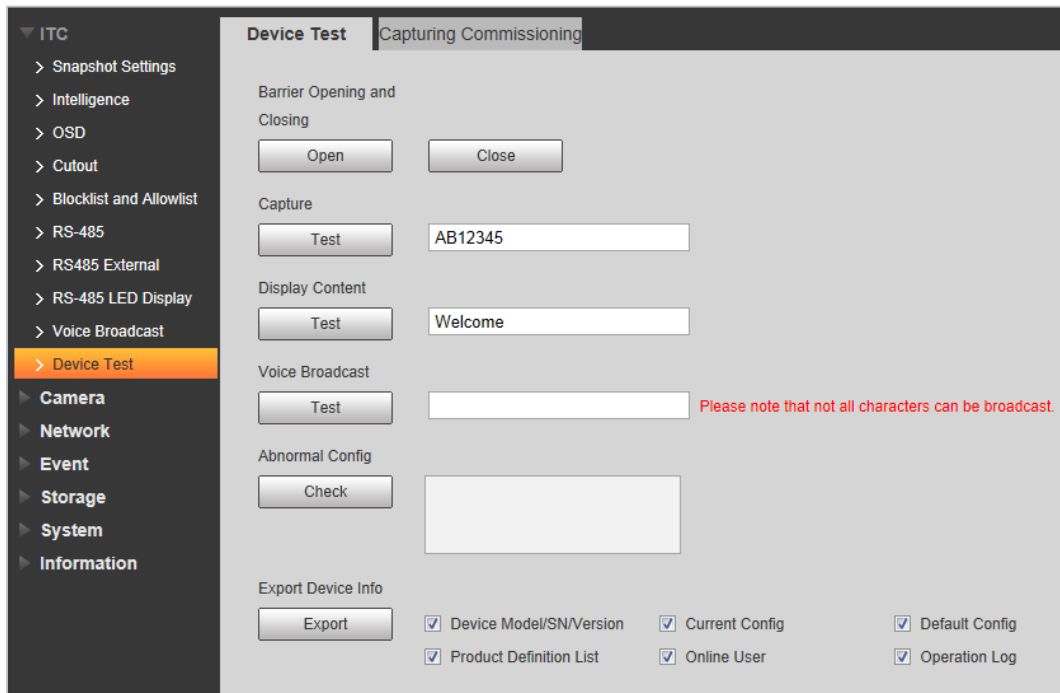 ITC
Snapshot Settings
Intelligence
OSD
Cutout
Blocklist and Allowlist
RS-485
RS485 External
RS-485 LED Display
Voice Broadcast
Device Test
Camera
Network
Event
Storage
System
Information
Device Test Capturing Commissioning
Barrier Opening and
Closing
Open Close
Capture
Test AB12345
Display Content
Test Welcome
Voice Broadcast
Test Please note that not all characters can be broadcast.
Abnormal Config
Check
Export Device Info
Export Device Model/SN/Version Current Config Default Config
Product Definition List Online User Operation Log